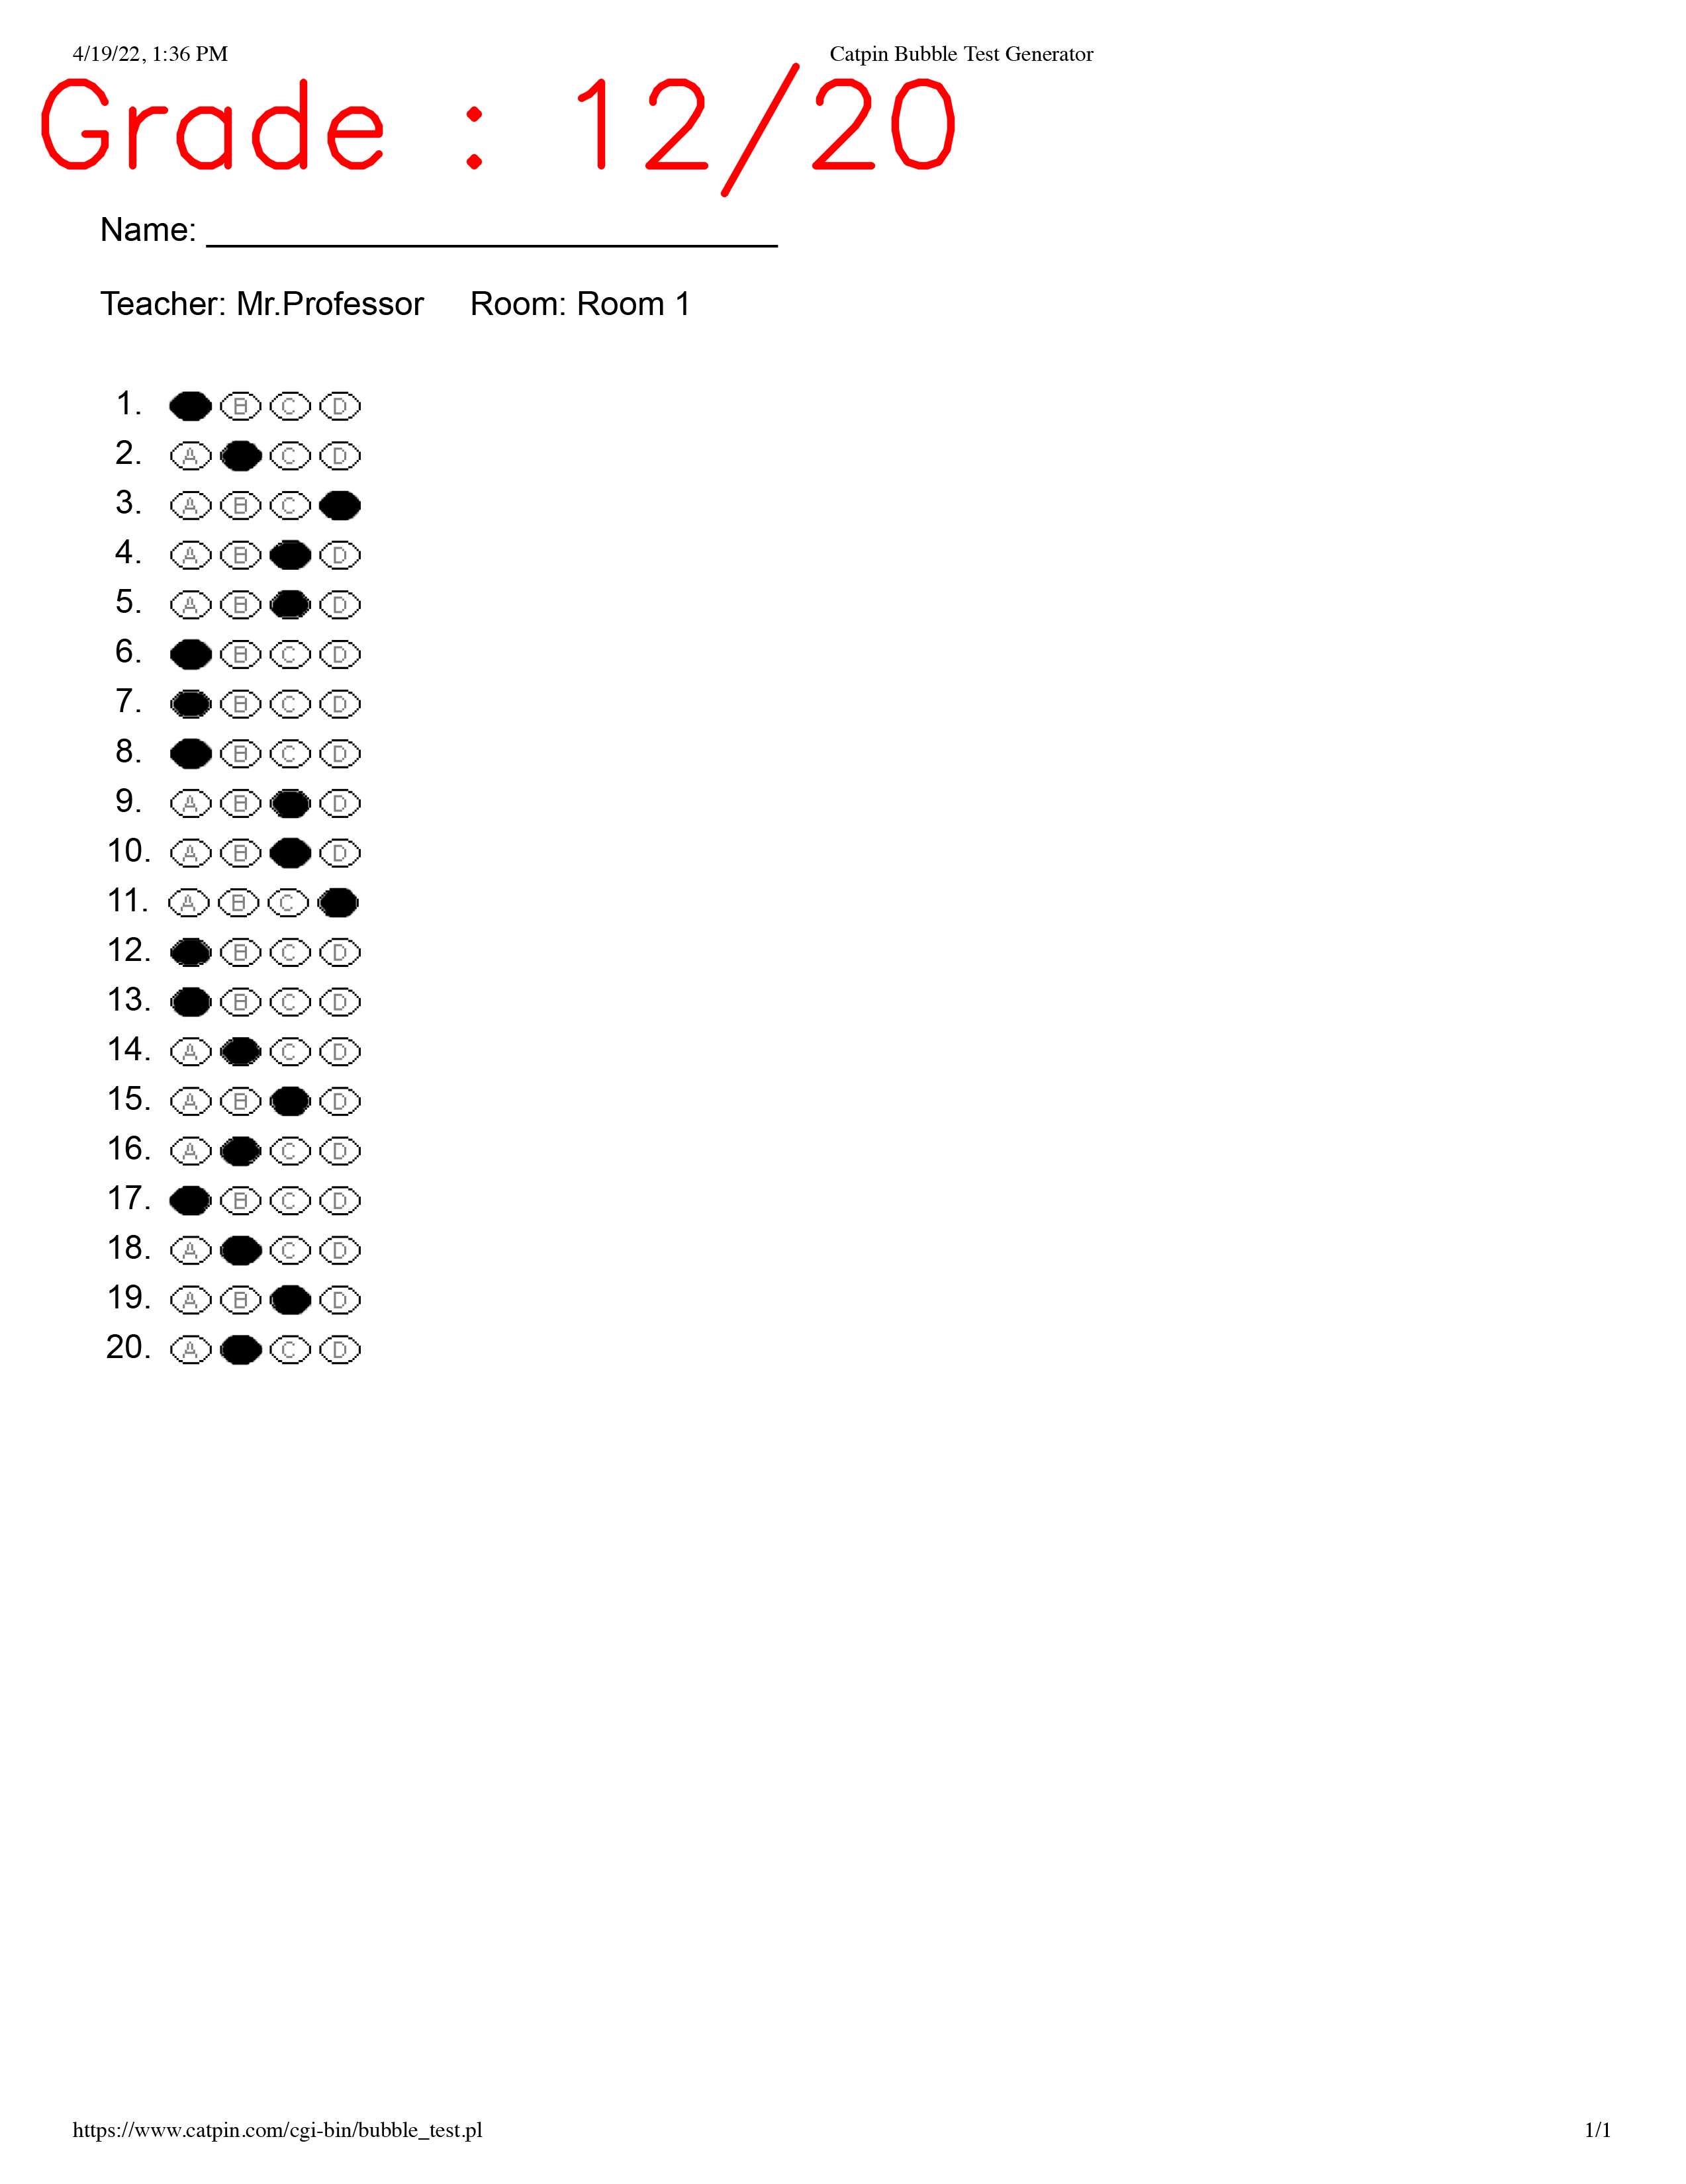 4/19/22, 1:36 PM Catpin Bubble Test Generator
Grade : 12/20
Name: ______________________________
Teacher: Mr.Professor Room: Room 1
1. B C D
2. A C D
3. A B C
4. A B D
5. A B D
6. B C D
7. B C D
8. B C D
9. A B D
10. A B D
11. A B C
12. B C D
13. B C D
14. A C D
15. A B D
16. A C D
17. B C D
18. A C D
19. A B D
20. A C D
https://www.catpin.com/cgi-bin/bubble_test.pl 1/1